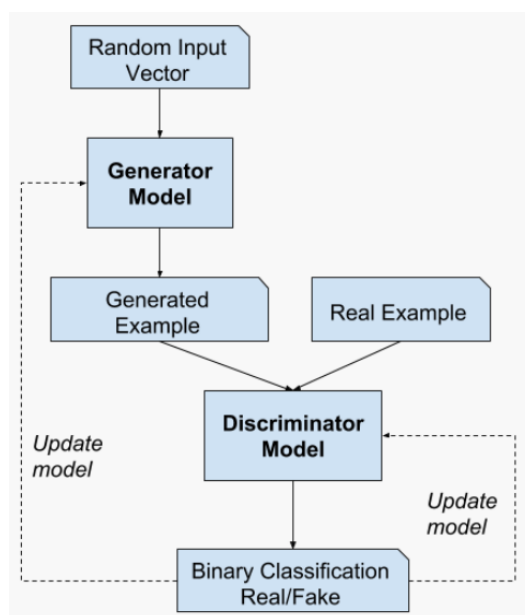 Random Input
Vector
Generator
Model
Generated
Example
Real Example
Discriminator
Model
Update
model
Update
model
Binary Classification
Real/Fake